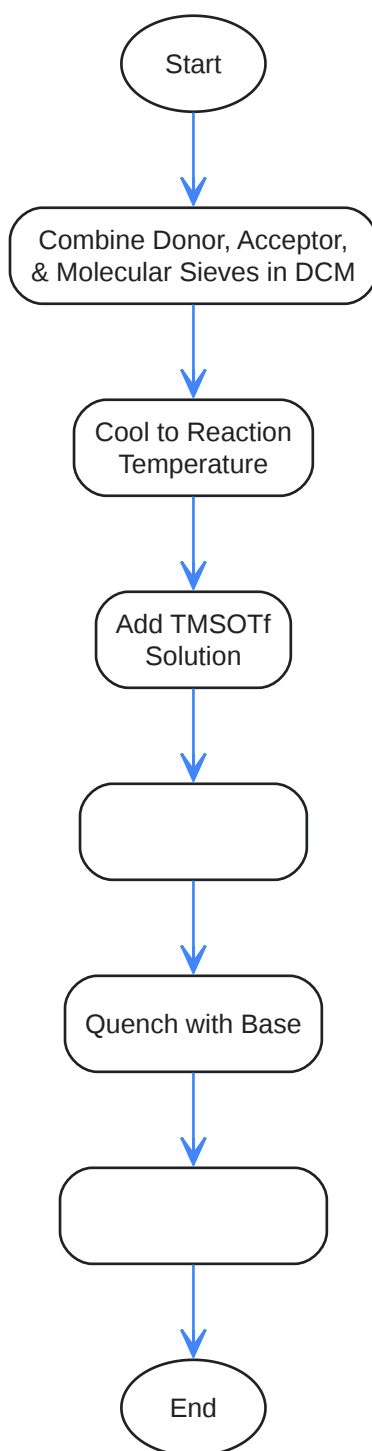 Start
Combine Donor, Acceptor,
& Molecular Sieves in DCM
Cool to Reaction
Temperature
Add TMSOTf
Solution
Quench with Base
End